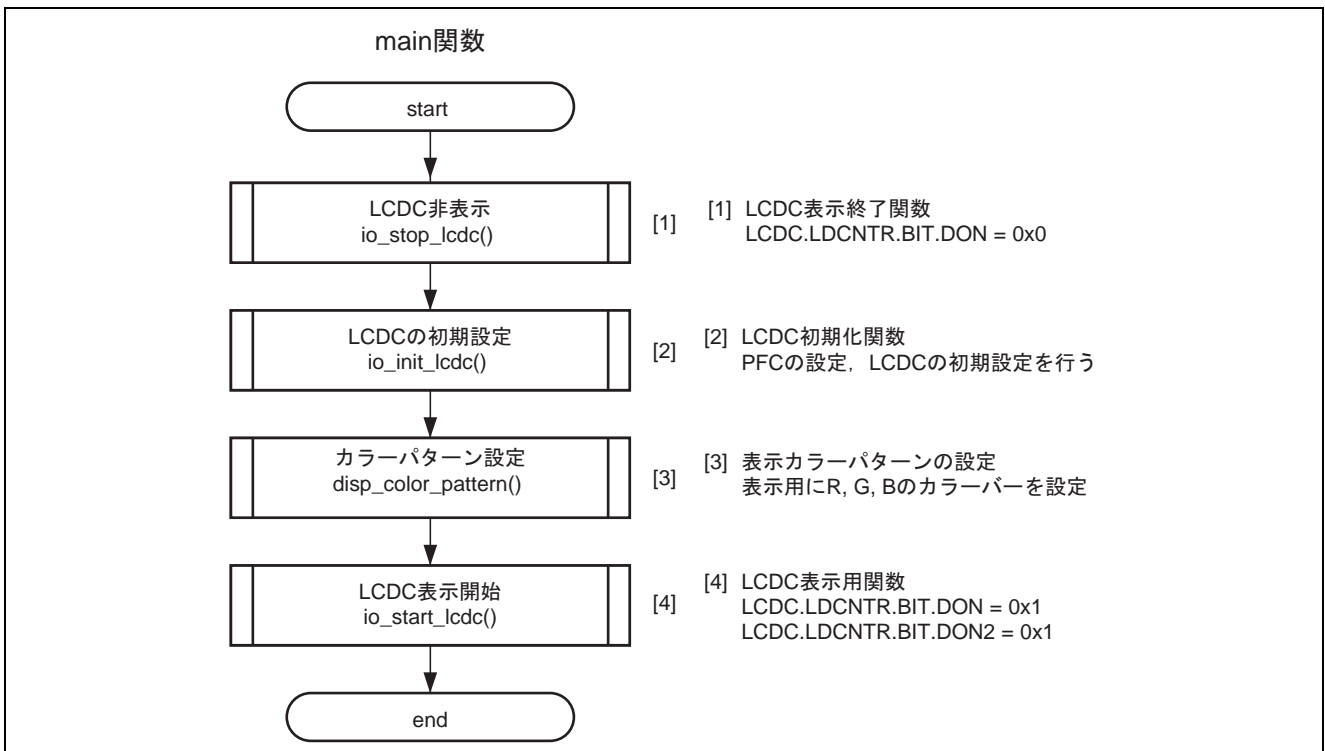 main関数
start
LCDC非表示
io_stop_lcdc()
[1]
[1] LCDC表示終了関数
LCDC.LDCNTR.BIT.DON = 0x0
LCDCの初期設定
io_init_lcdc()
[2]
[2] LCDC初期化関数
PFCの設定，LCDCの初期設定を行う
カラーパターン設定
disp_color_pattern()
[3]
[3] 表示カラーパターンの設定
表示用にR, G, Bのカラーバーを設定
LCDC表示開始
io_start_lcdc()
[4]
[4] LCDC表示用関数
LCDC.LDCNTR.BIT.DON = 0x1
LCDC.LDCNTR.BIT.DON2 = 0x1
end